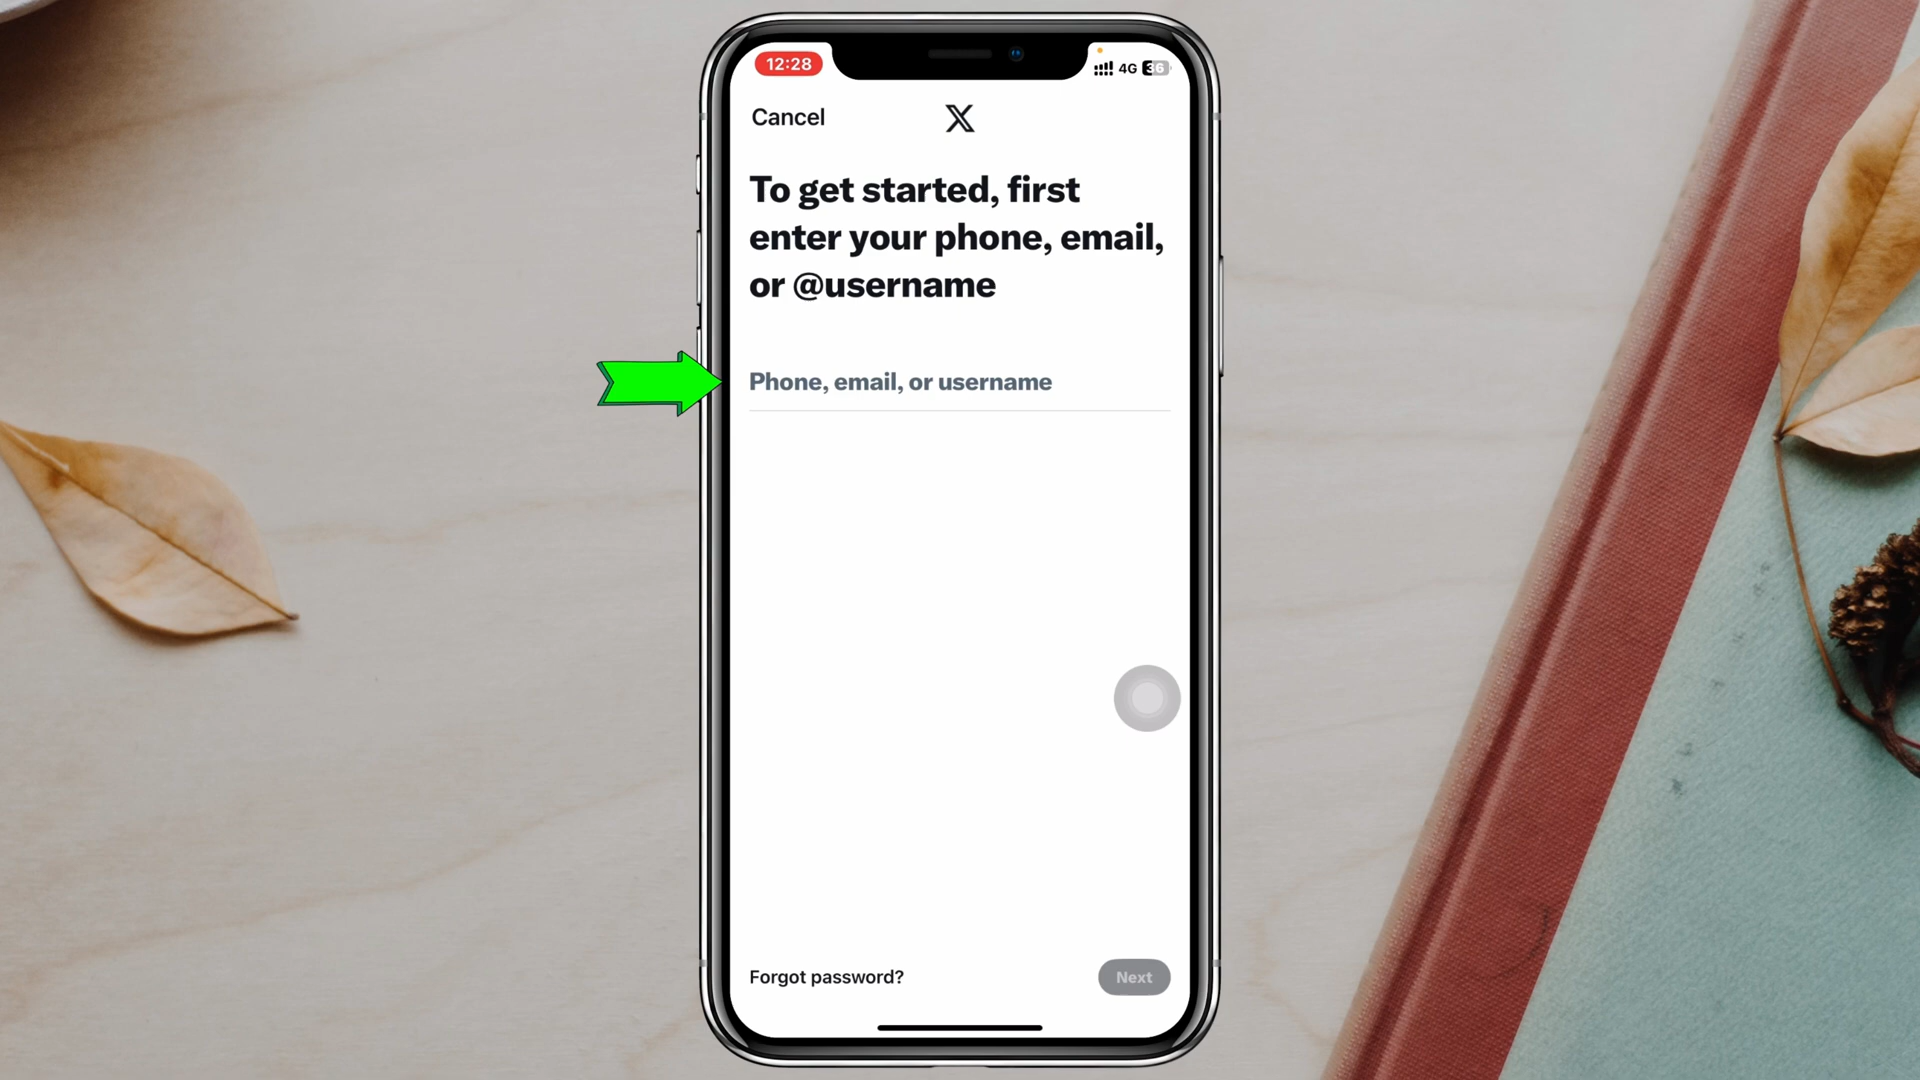 12:28
4G 36
Cancel
X
To get started, first
enter your phone, email,
or @username
Phone, email, or username
Forgot password?
Next